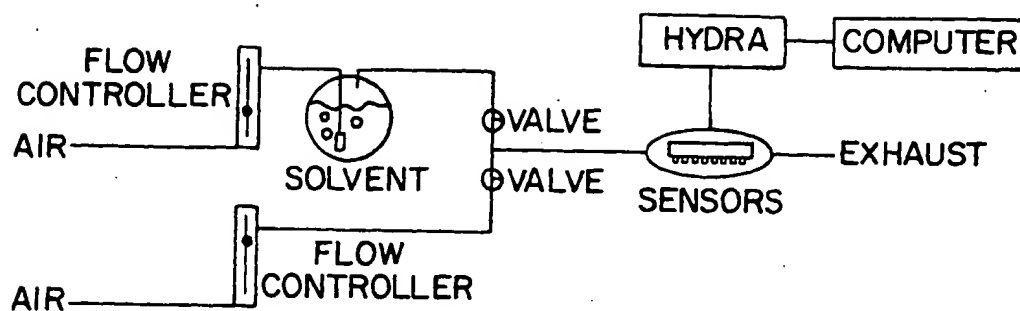 HYDRA
COMPUTER
FLOW
CONTROLLER
AIR
VALVE
SOLVENT
VALVE
SENSORS
EXHAUST
FLOW
CONTROLLER
AIR